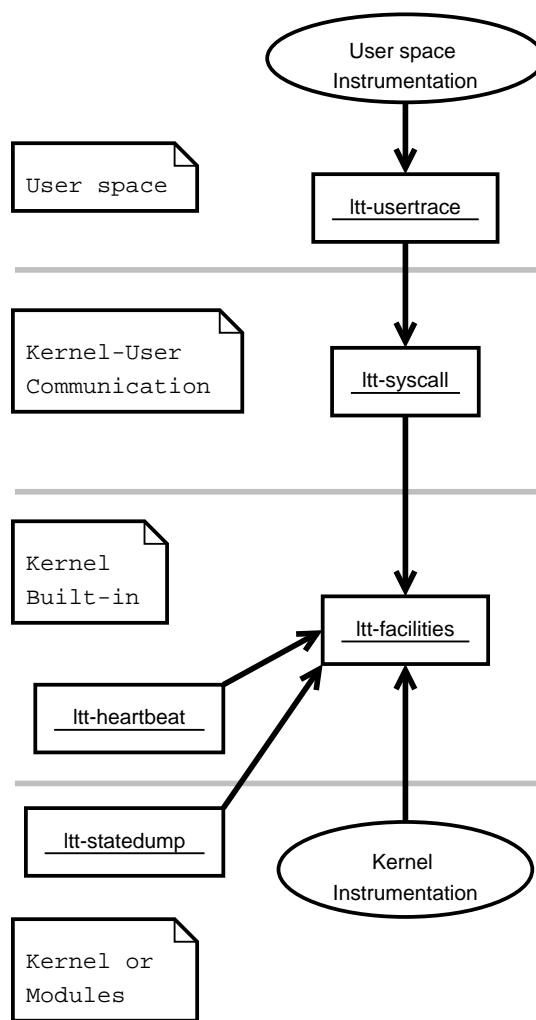 User space
Instrumentation
User space
ltt-usertrace
Kernel-User
Communication
ltt-syscall
Kernel
Built-in
ltt-facilities
ltt-heartbeat
ltt-statedump
Kernel
Instrumentation
Kernel or
Modules